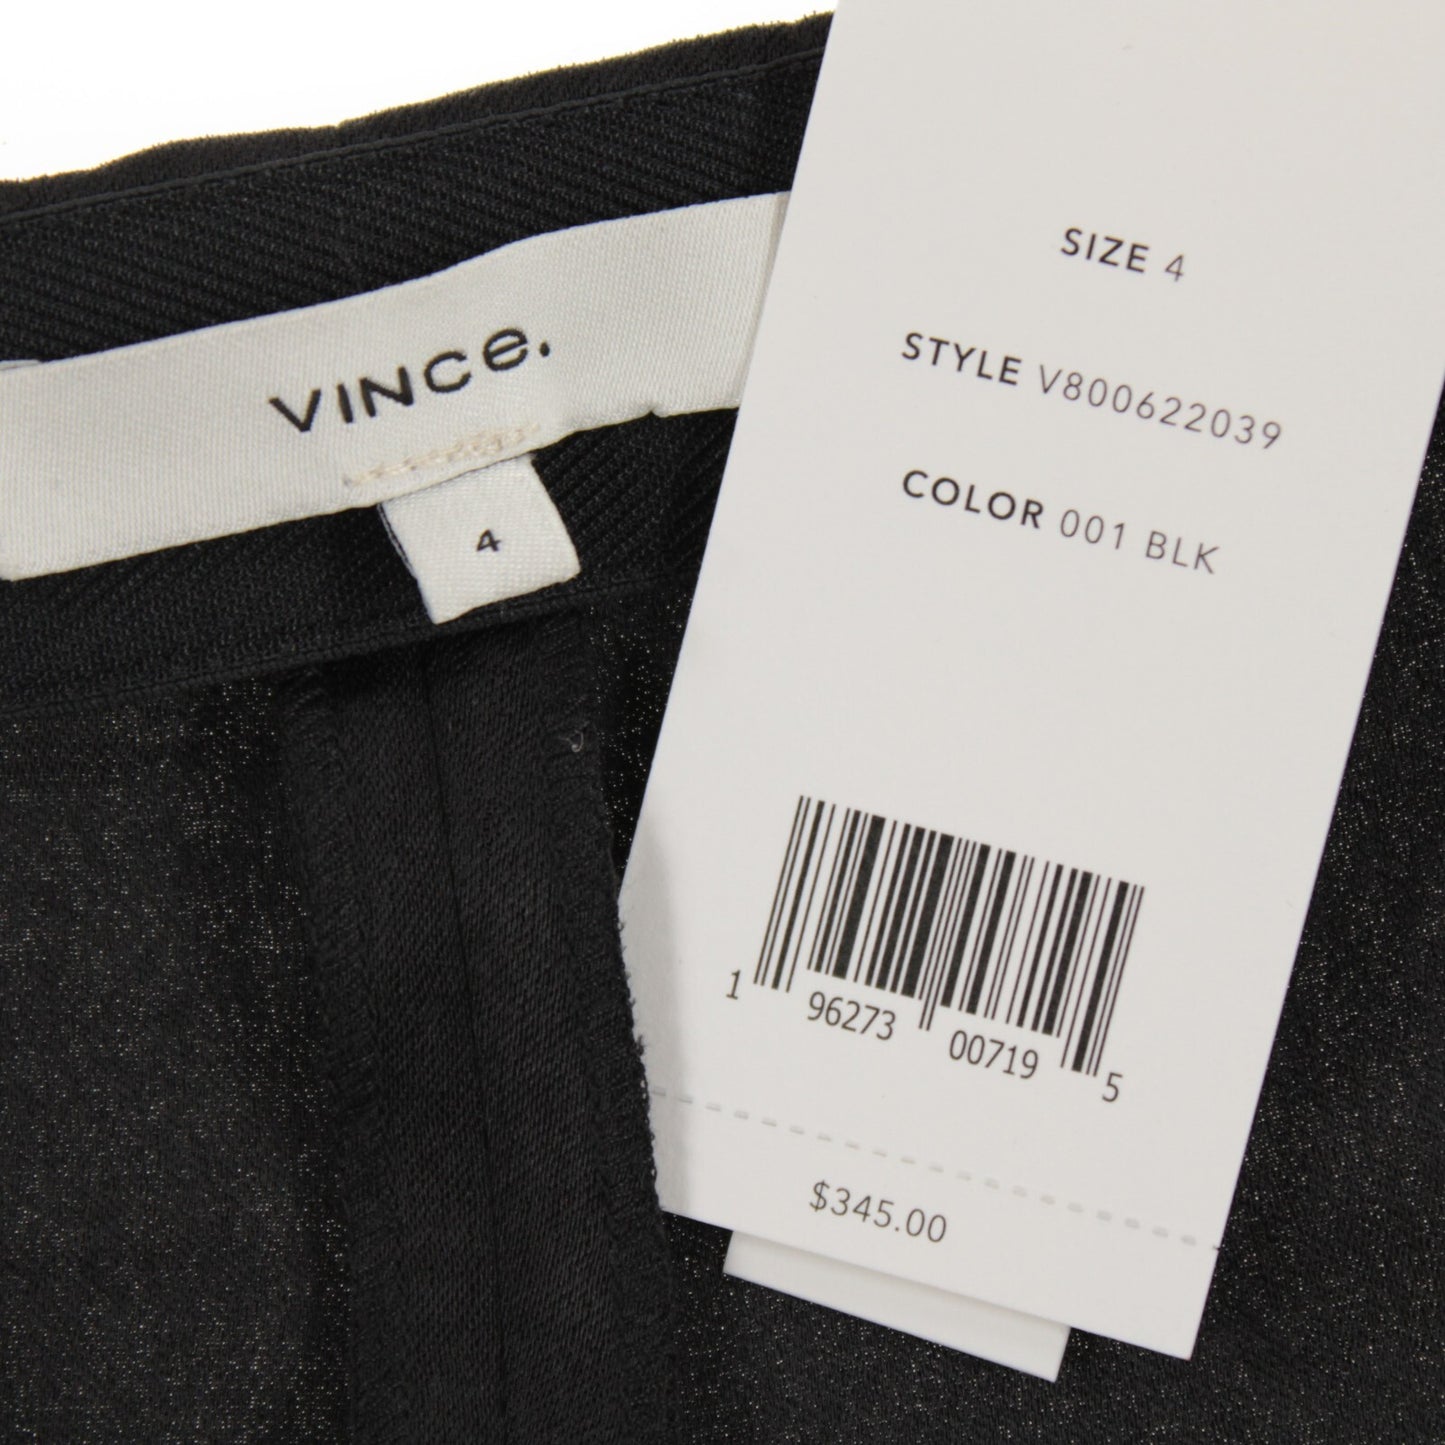 VINCE.
4
SIZE 4
STYLE V800622039
COLOR 001 BLK
1 96273 00719 5
$345.00